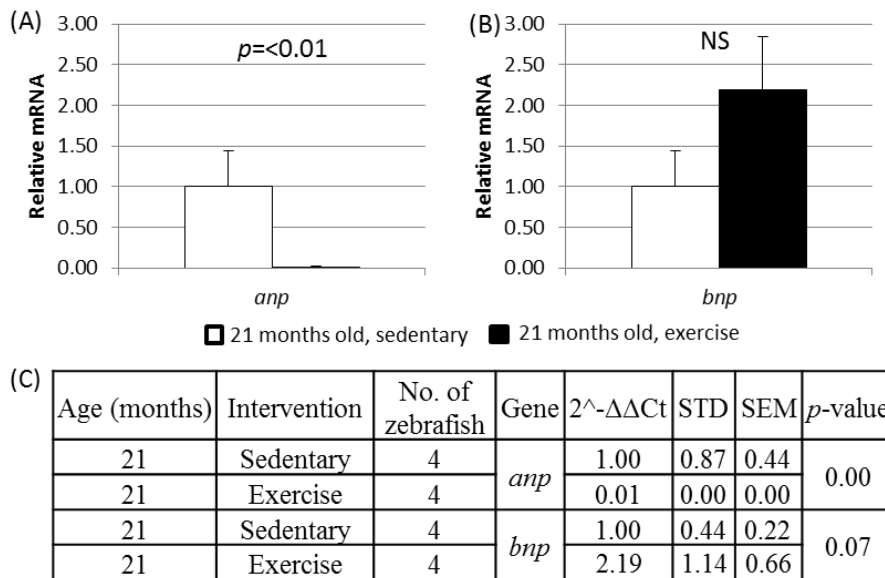 (A)
3.00
2.50
2.00
1.50
1.00
0.50
0.00
Relative mRNA
p=<0.01
anp
(B)
3.00
2.50
2.00
1.50
1.00
0.50
0.00
Relative mRNA
NS
bnp
21 months old, sedentary 21 months old, exercise
(C)
Age (months) Intervention No. of zebrafish Gene 2^-ΔΔCt STD SEM p-value
21 Sedentary 4 anp 1.00 0.87 0.44 0.00
21 Exercise 4 0.01 0.00 0.00
21 Sedentary 4 bnp 1.00 0.44 0.22 0.07
21 Exercise 4 2.19 1.14 0.66